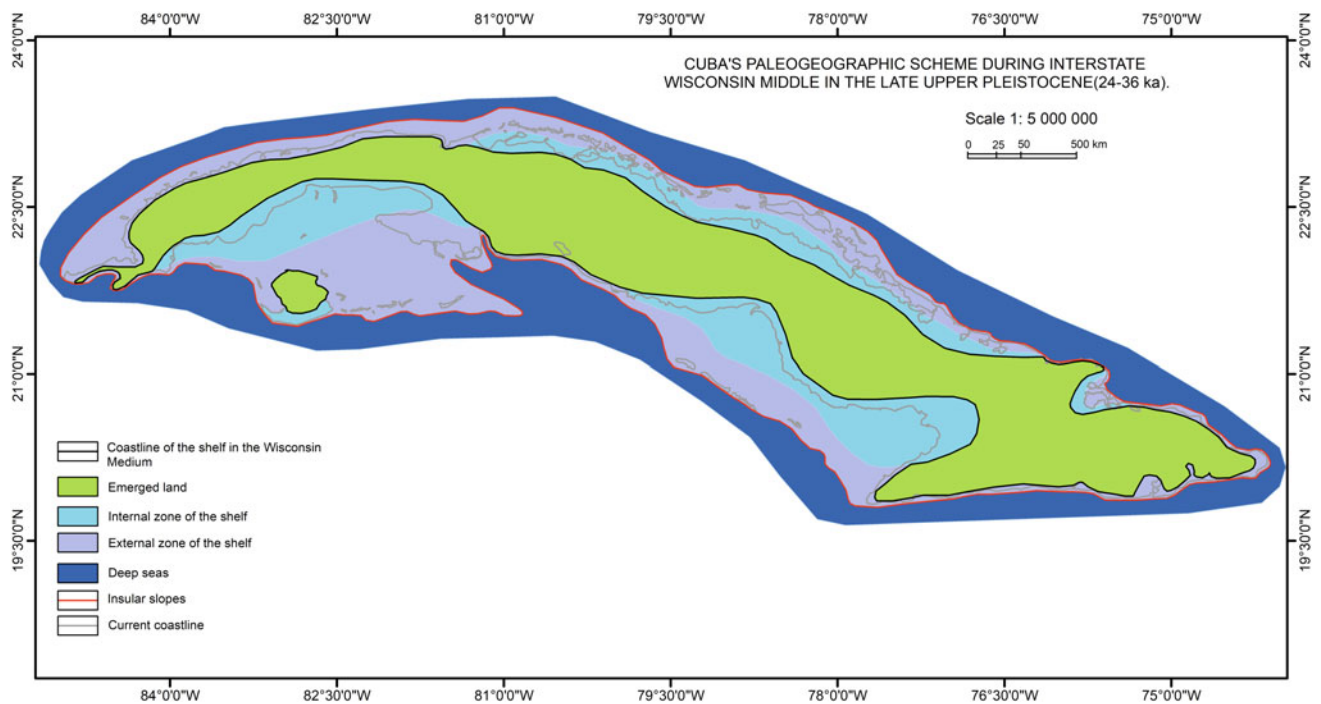 84°0'0"W 82°30'0"W 81°0'0"W 79°30'0"W 78°0'0"W 76°30'0"W 75°0'0"W
24°0'0"N
24°0'0"N
CUBA'S PALEOGEOGRAPHIC SCHEME DURING INTERSTATE
WISCONSIN MIDDLE IN THE LATE UPPER PLEISTOCENE(24-36 ka).
Scale 1: 5 000 000
0 25 50 500 km
22°30'0"N
22°30'0"N
21°0'0"N
21°0'0"N
Coastline of the shelf in the Wisconsin
Medium
Emerged land
Internal zone of the shelf
External zone of the shelf
19°30'0"N
19°30'0"N
Deep seas
Insular slopes
Current coastline
84°0'0"W 82°30'0"W 81°0'0"W 79°30'0"W 78°0'0"W 76°30'0"W 75°0'0"W